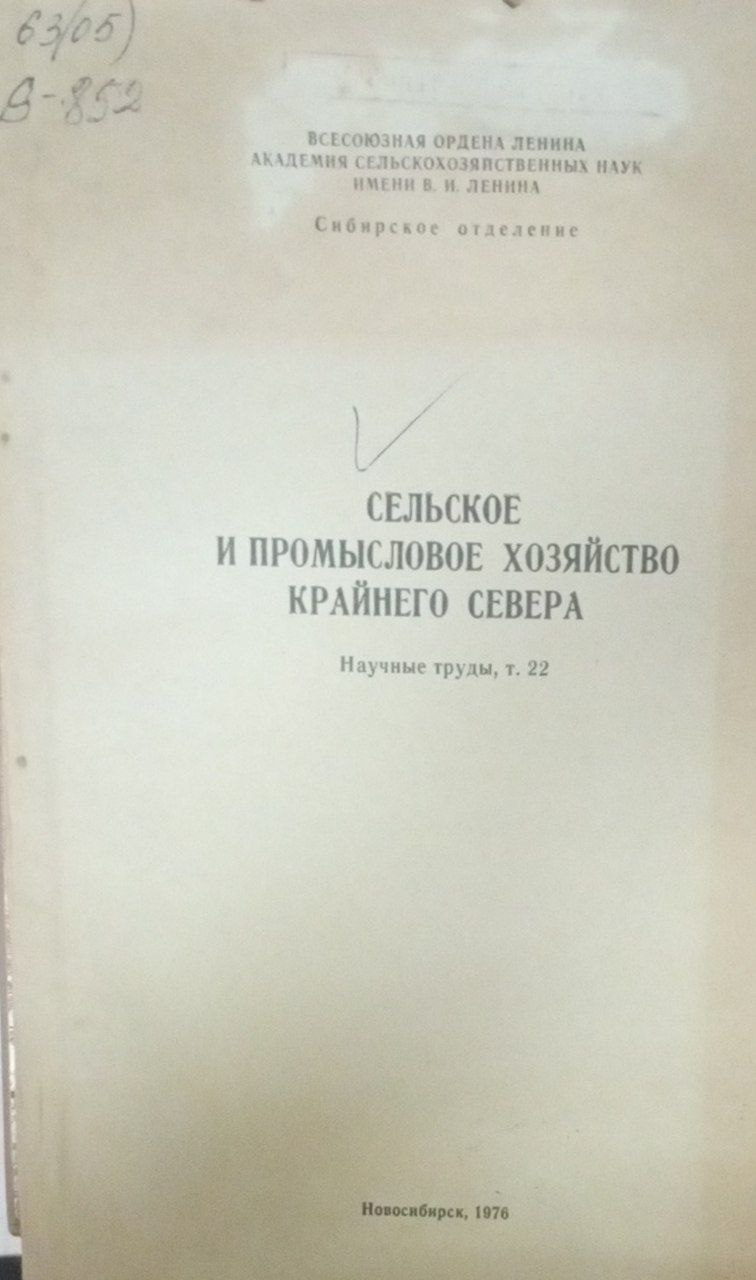 63(05)
В-852
ВСЕСОЮЗНАЯ ОРДЕНА ЛЕНИНА
АКАДЕМИЯ СЕЛЬСКОХОЗЯЙСТВЕННЫХ НАУК
ИМЕНИ В. И. ЛЕНИНА
Сибирское отделение
СЕЛЬСКОЕ
И ПРОМЫСЛОВОЕ ХОЗЯЙСТВО
КРАЙНЕГО СЕВЕРА
Научные труды, т. 22
Новосибирск, 1976